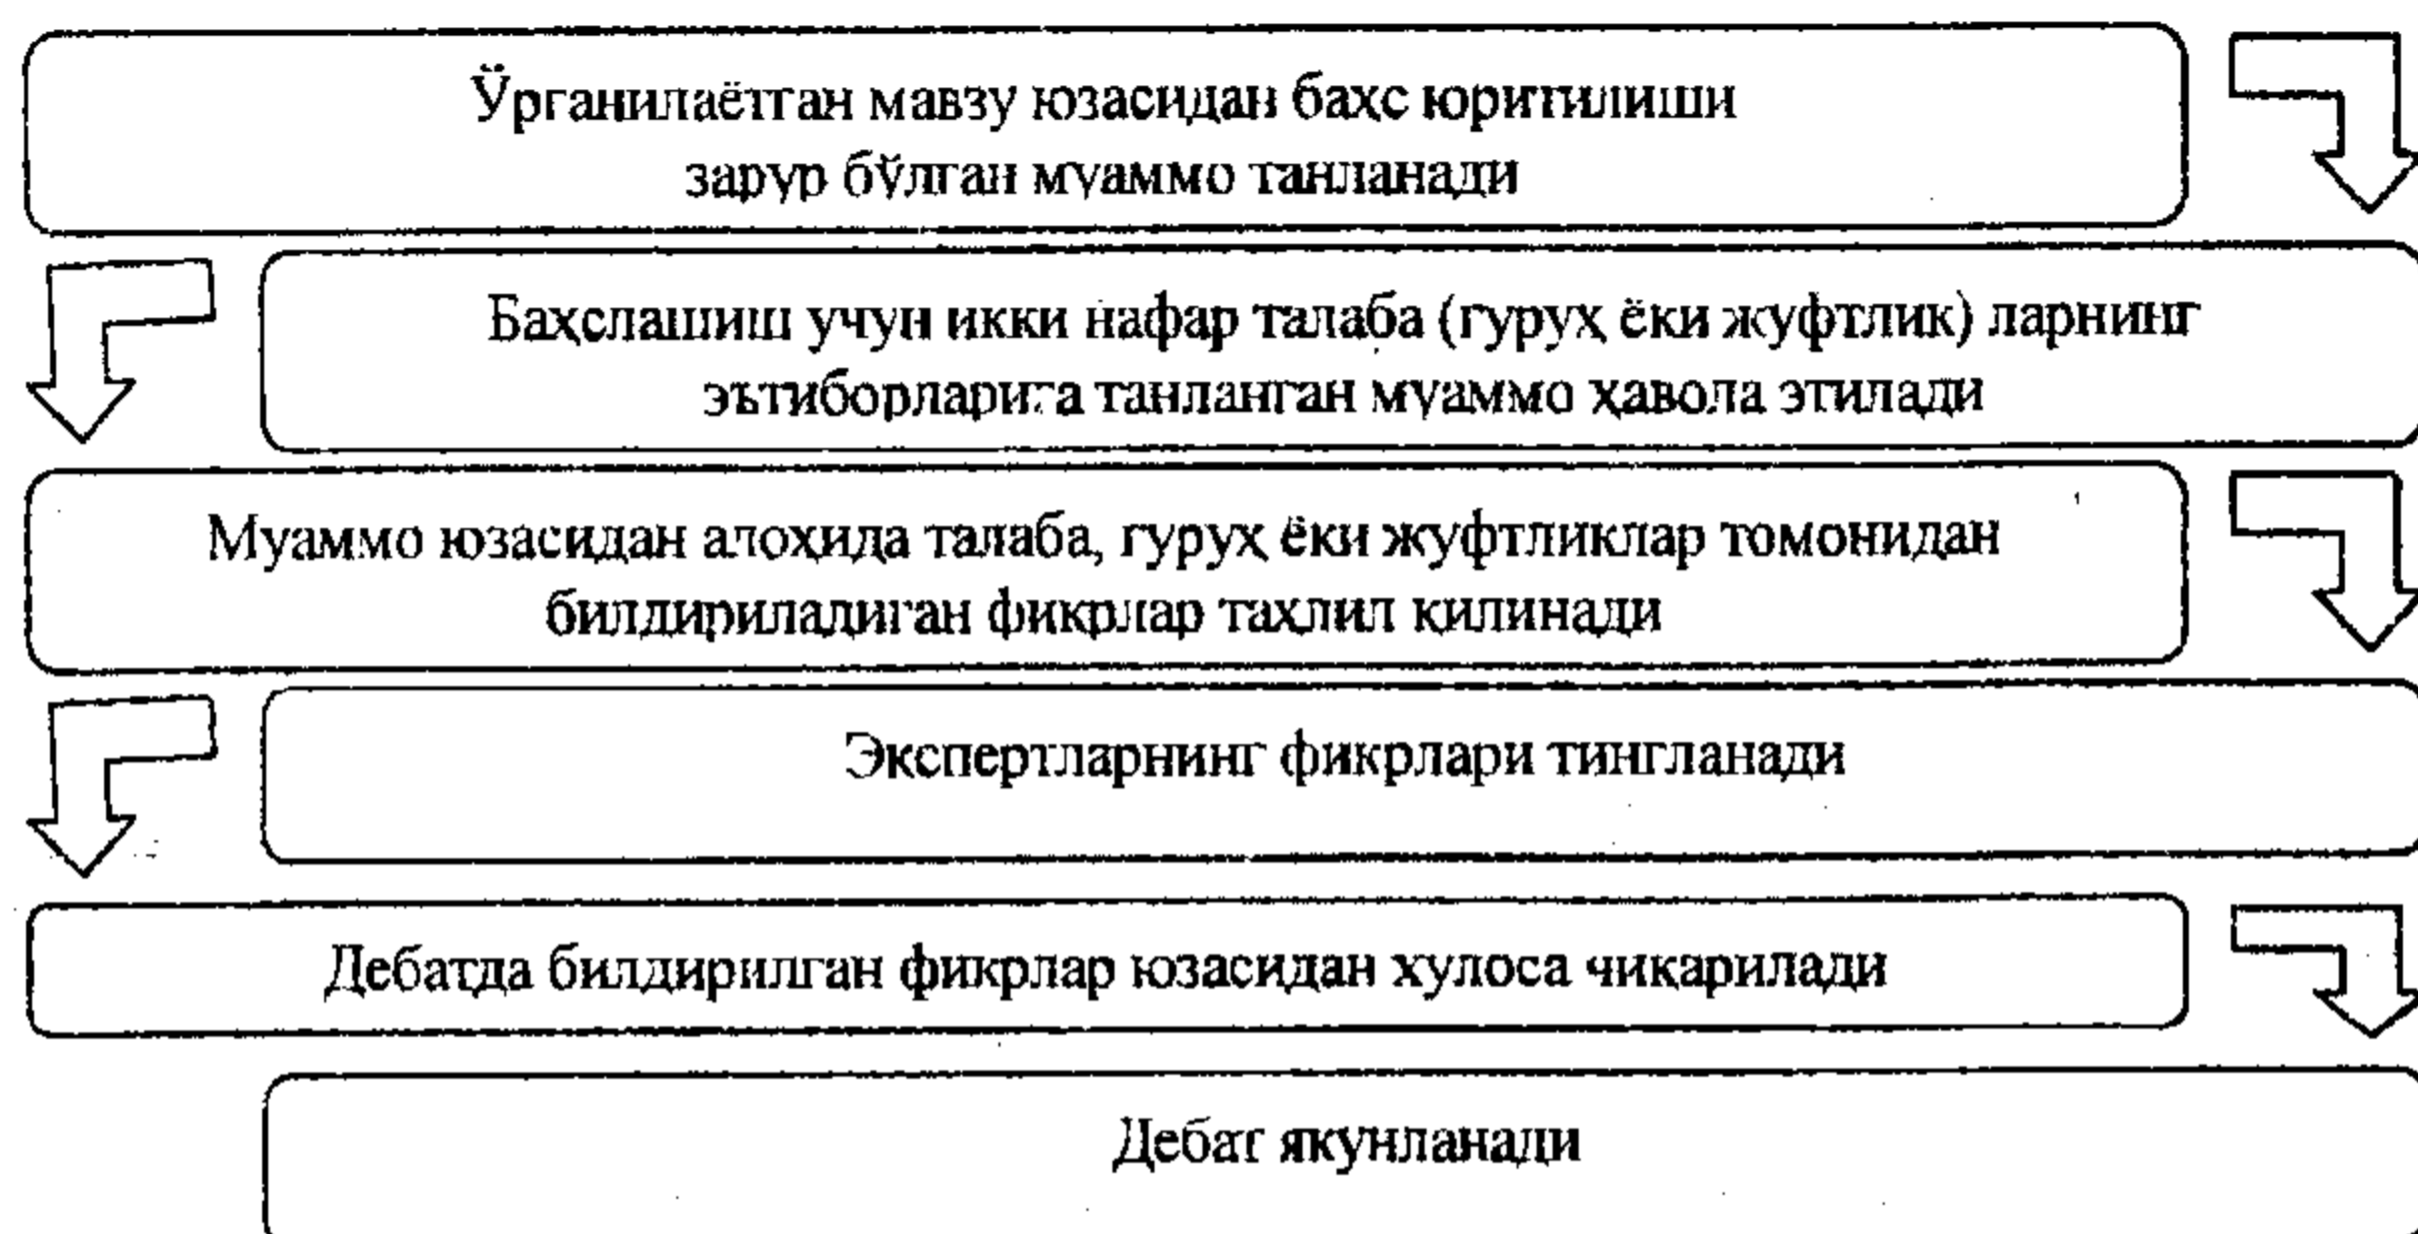 Ўрганилаётган мавзу юзасидан баҳс юритилиши
зарур бўлган муаммо танланади
Баҳслашиш учун икки нафар талаба (гуруҳ ёки жуфтлик) ларнинг
эътиборларига танланган муаммо ҳавола этилади
Муаммо юзасидан алоҳида талаба, гуруҳ ёки жуфтликлар томонидан
билдириладиган фикрлар таҳлил қилинади
Экспертларнинг фикрлари тингланади
Дебатда билдирилган фикрлар юзасидан хулоса чиқарилади
Дебат якунланади